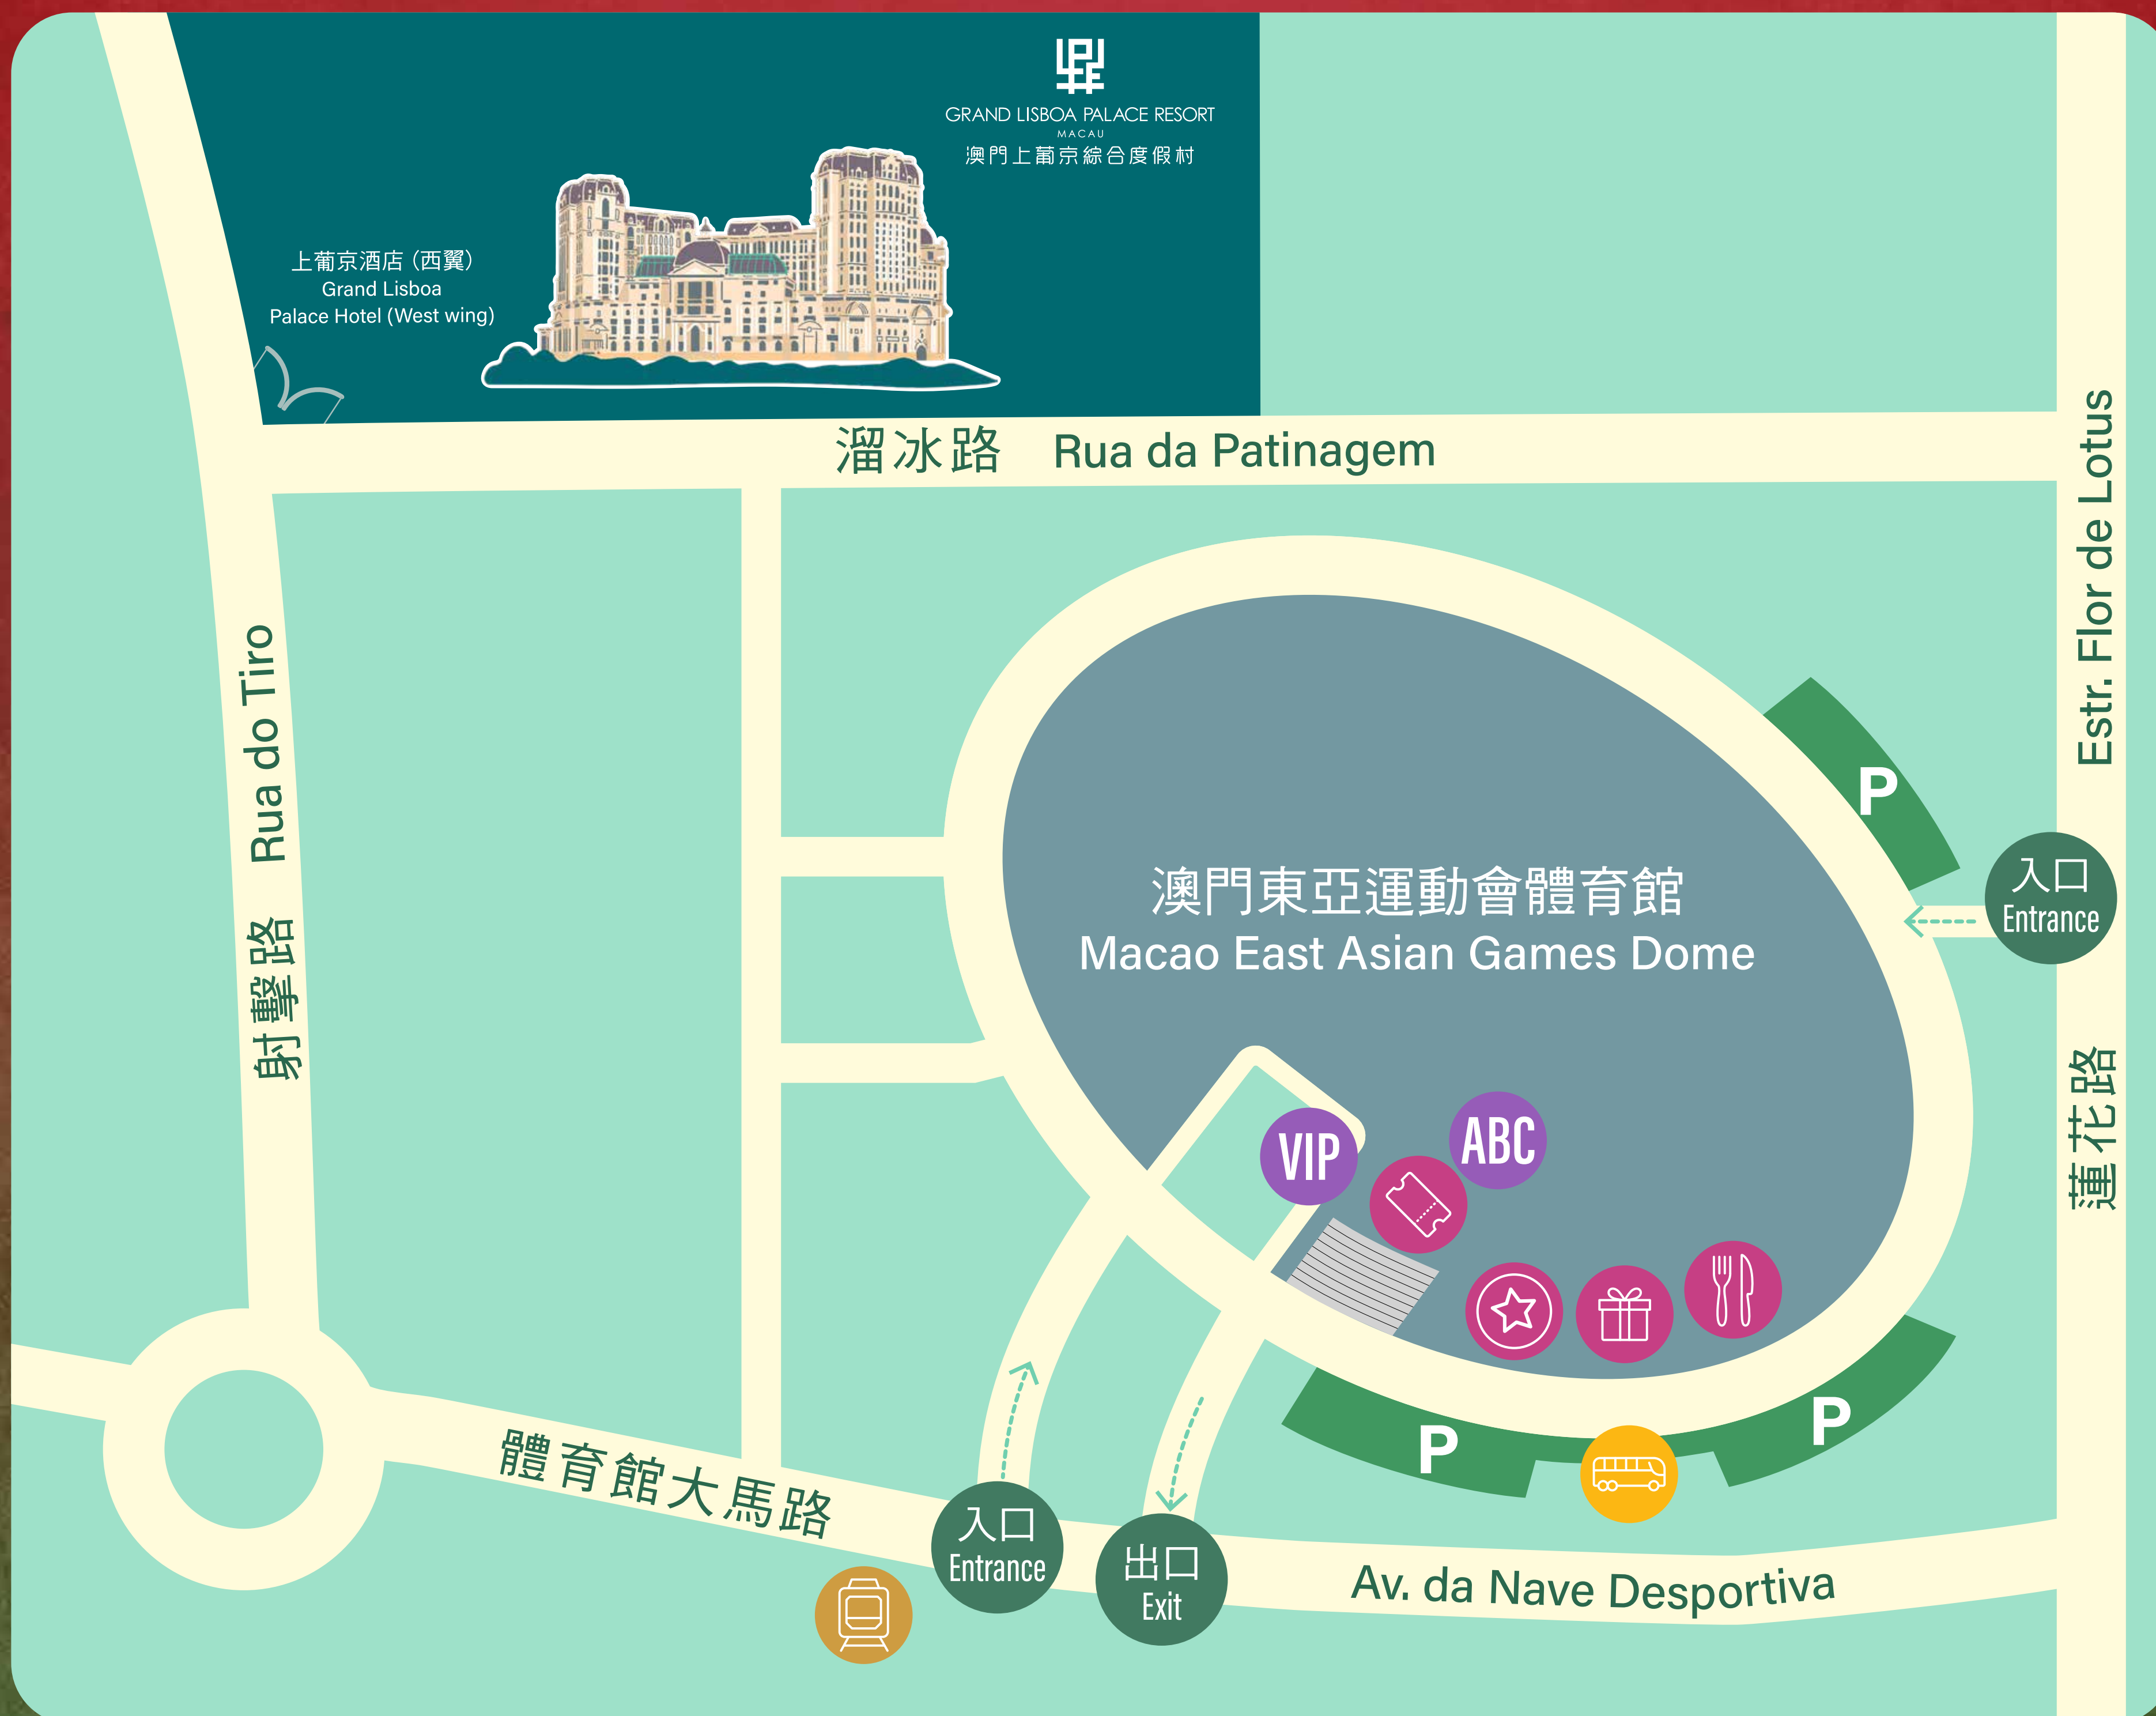 GRAND LISBOA PALACE RESORT
MACAU
澳門上葡京綜合度假村
上葡京酒店（西翼）
Grand Lisboa
Palace Hotel (West wing)
溜冰路 Rua da Patinagem
Estr. Flor de Lotus
蓮花路
射擊路 Rua do Tiro
P
入口
Entrance
澳門東亞運動會體育館
Macao East Asian Games Dome
VIP
ABC
P
P
體育館大馬路
入口
Entrance
出口
Exit
Av. da Nave Desportiva